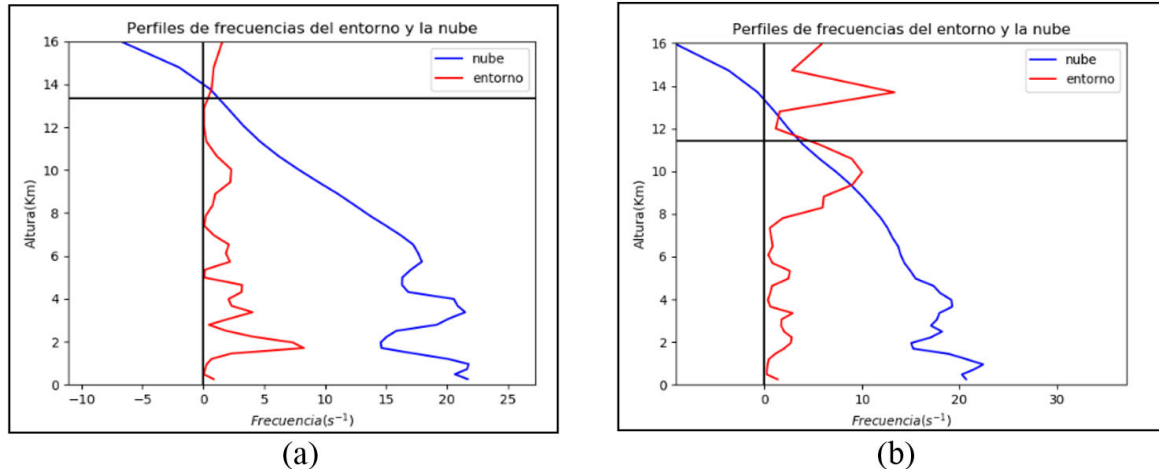 Perfiles de frecuencias del entorno y la nube
nube
entorno
Altura(Km)
16
14
12
10
8
6
4
2
0
-10
-5
0
5
10
15
20
25
Frecuencia(s⁻¹)
(a)
Perfiles de frecuencias del entorno y la nube
nube
entorno
Altura(Km)
16
14
12
10
8
6
4
2
0
0
10
20
30
Frecuencia(s⁻¹)
(b)